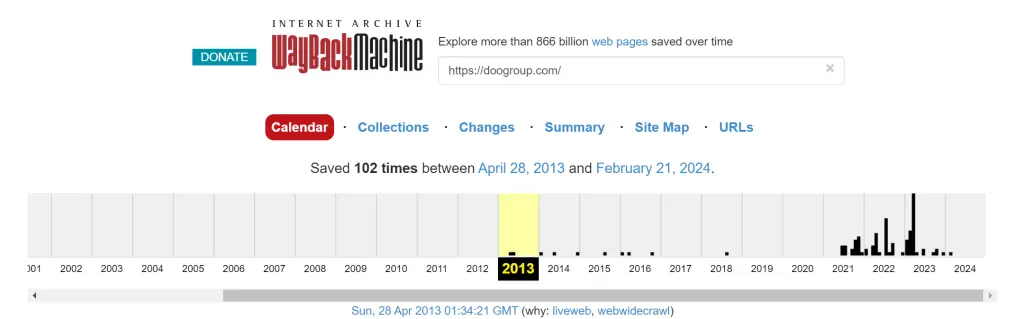 INTERNET ARCHIVE
DONATE
WayBackMachine
Explore more than 866 billion web pages saved over time
https://doogroup.com/ ×
Calendar · Collections · Changes · Summary · Site Map · URLs
Saved 102 times between April 28, 2013 and February 21, 2024.
001 2002 2003 2004 2005 2006 2007 2008 2009 2010 2011 2012 2013 2014 2015 2016 2017 2018 2019 2020 2021 2022 2023 2024
Sun, 28 Apr 2013 01:34:21 GMT (why: liveweb, webwidecrawl)